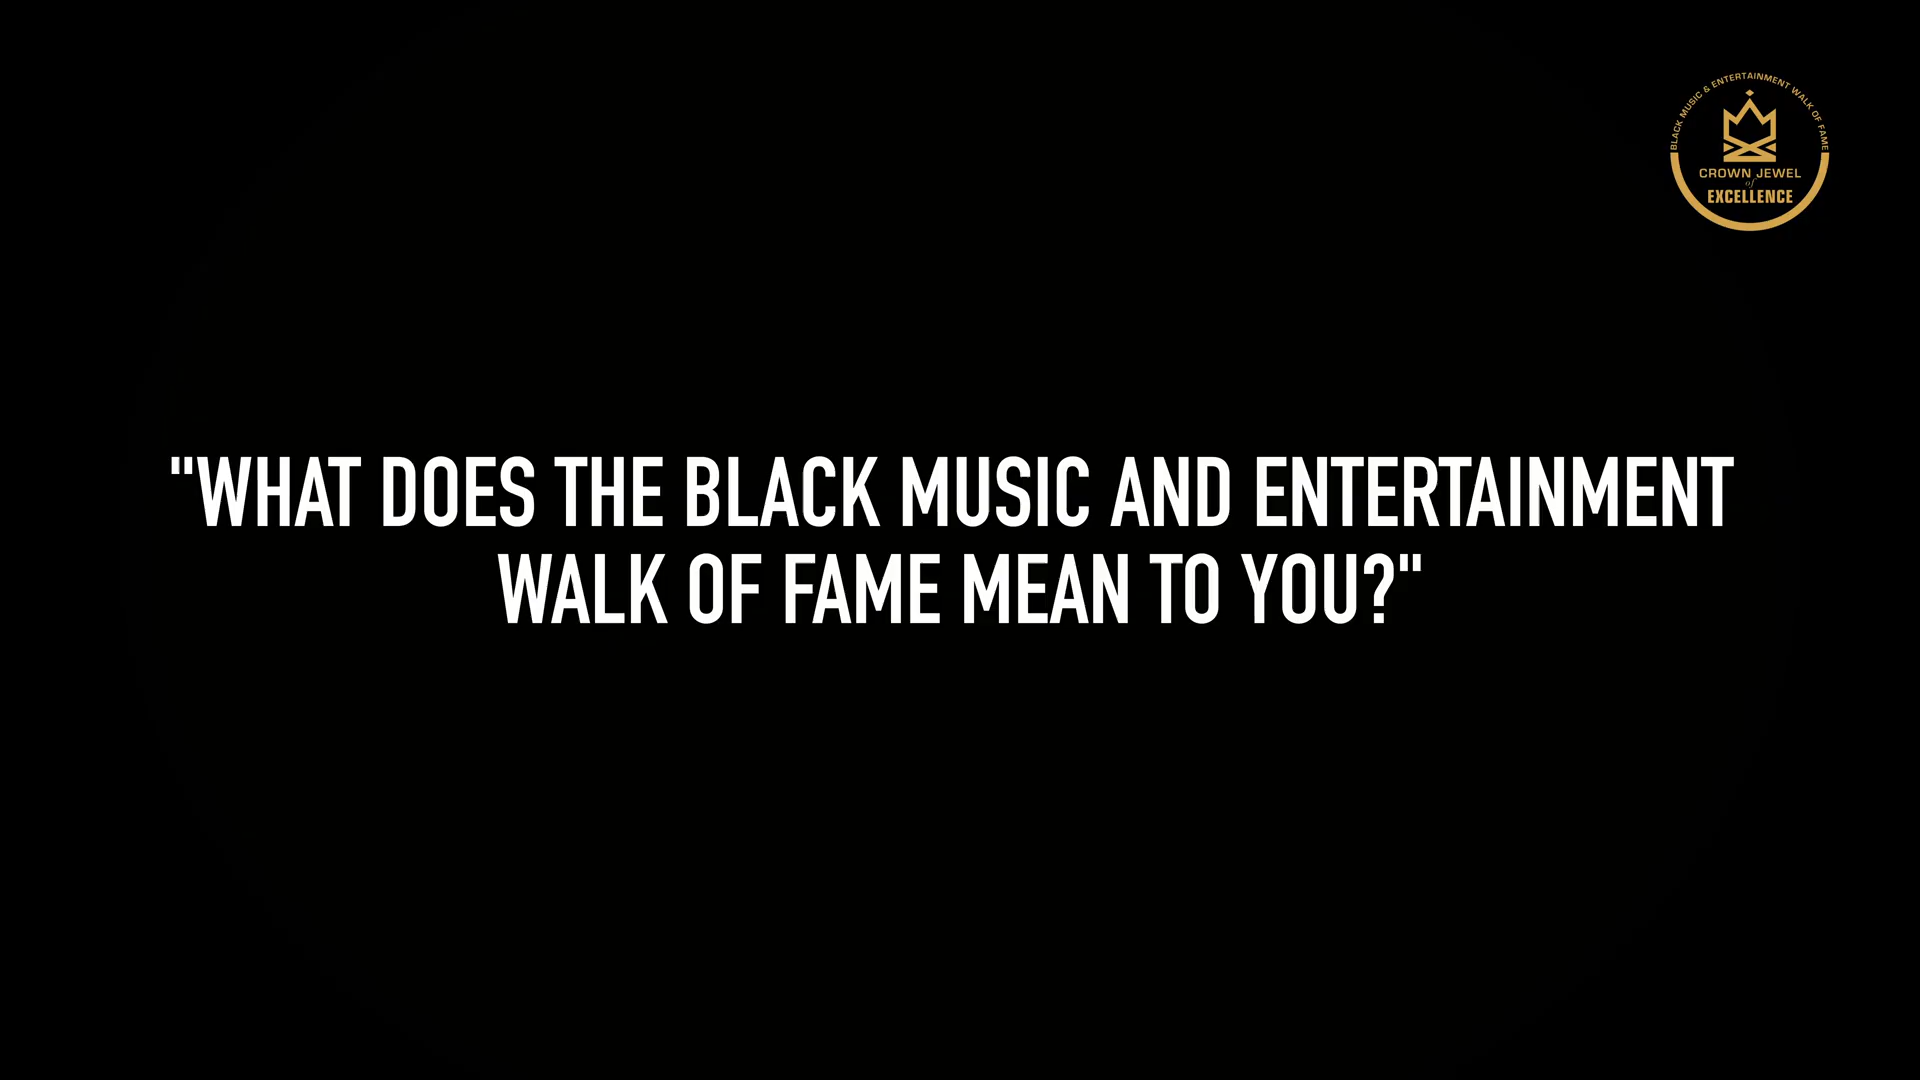 BLACK MUSIC & ENTERTAINMENT WALK OF FAME
CROWN JEWEL
of
EXCELLENCE
"WHAT DOES THE BLACK MUSIC AND ENTERTAINMENT
WALK OF FAME MEAN TO YOU?"